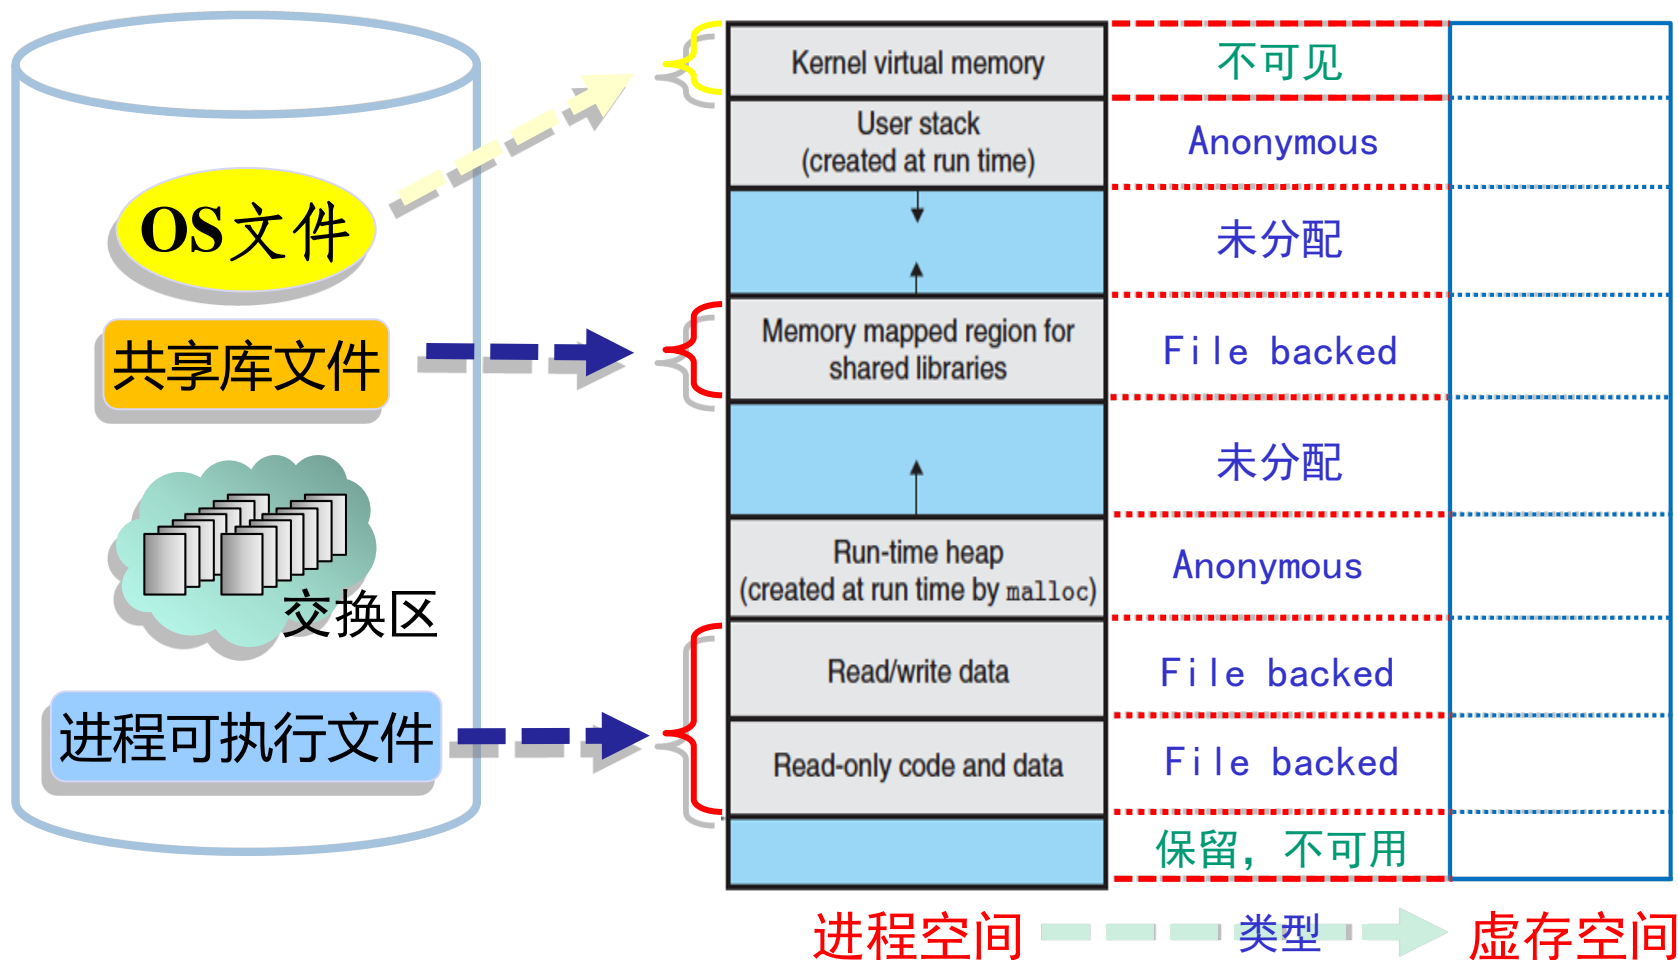 OS文件
共享库文件
交换区
进程可执行文件
Kernel virtual memory
不可见
User stack
(created at run time)
Anonymous
未分配
Memory mapped region for
shared libraries
File backed
未分配
Run-time heap
(created at run time by malloc)
Anonymous
Read/write data
File backed
Read-only code and data
File backed
保留，不可用
进程空间
类型
虚存空间